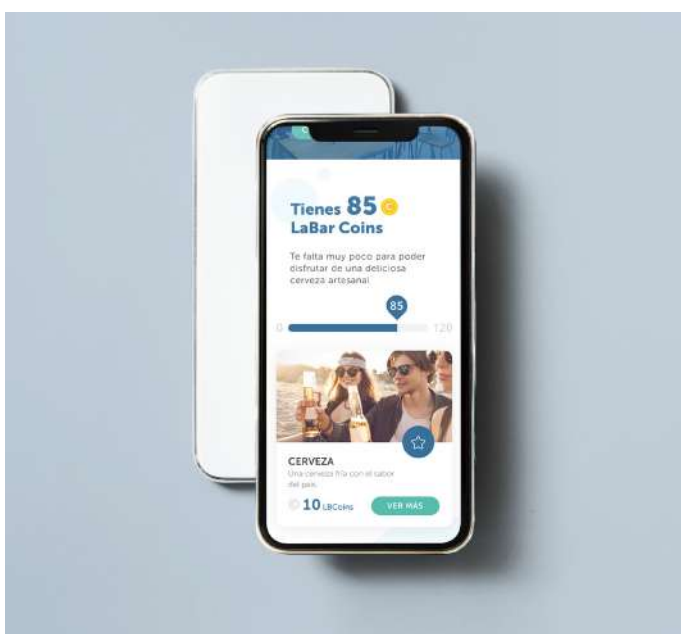 Tienes 85
LaBar Coins
Te falta muy poco para poder
disfrutar de una deliciosa
cerveza artesanal
85
0 120
CERVEZA
Una cerveza fría con el sabor
del país
10 LBCoins VER MÁS